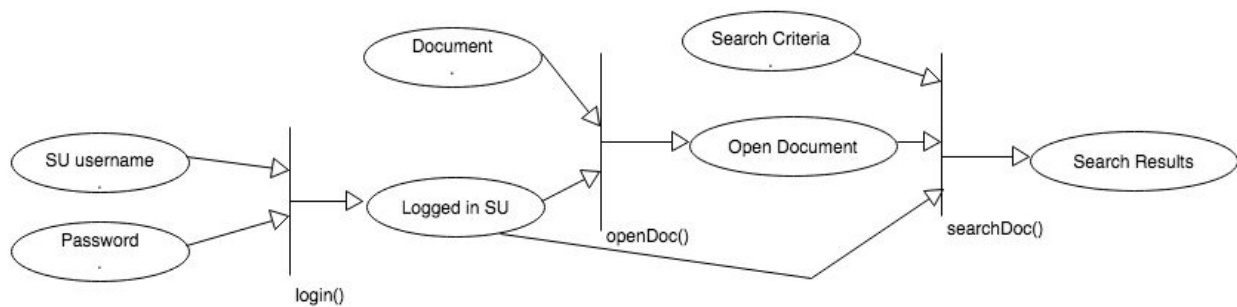 Document
Search Criteria
SU username
Open Document
Search Results
Logged in SU
Password
openDoc()
searchDoc()
login()